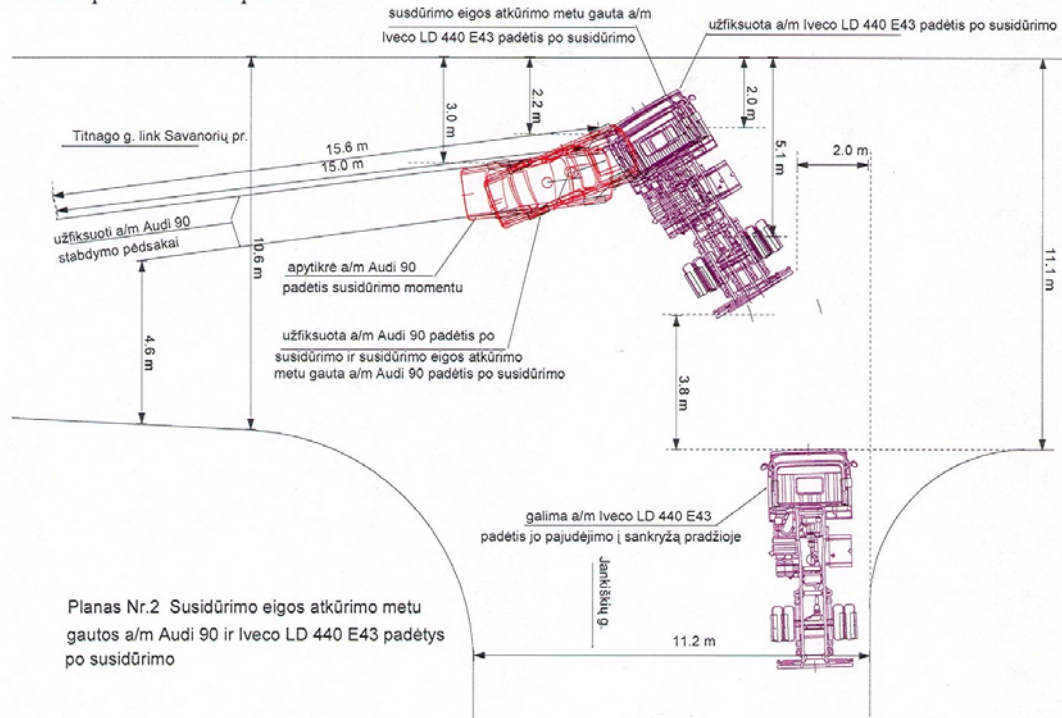 susdūrimo eigos atkūrimo metu gauta a/m
Iveco LD 440 E43 padėtis po susidūrimo
užfiksuota a/m Iveco LD 440 E43 padėtis po susidūrimo
Titnago g. link Savanorių pr.
3.0 m
2.2 m
2.0 m
5.1 m
2.0 m
15.6 m
15.0 m
užfiksuoti a/m Audi 90
stabdymo pėdsakai
10.6 m
11.1 m
apytikrė a/m Audi 90
padėtis susidūrimo momentu
4.6 m
užfiksuota a/m Audi 90 padėtis po
susidūrimo ir susidūrimo eigos atkūrimo
metu gauta a/m Audi 90 padėtis po susidūrimo
3.8 m
galima a/m Iveco LD 440 E43
padėtis jo pajudėjimo į sankryžą pradžioje
Jankiškių g.
Planas Nr.2 Susidūrimo eigos atkūrimo metu
gautos a/m Audi 90 ir Iveco LD 440 E43 padėtys
po susidūrimo
11.2 m